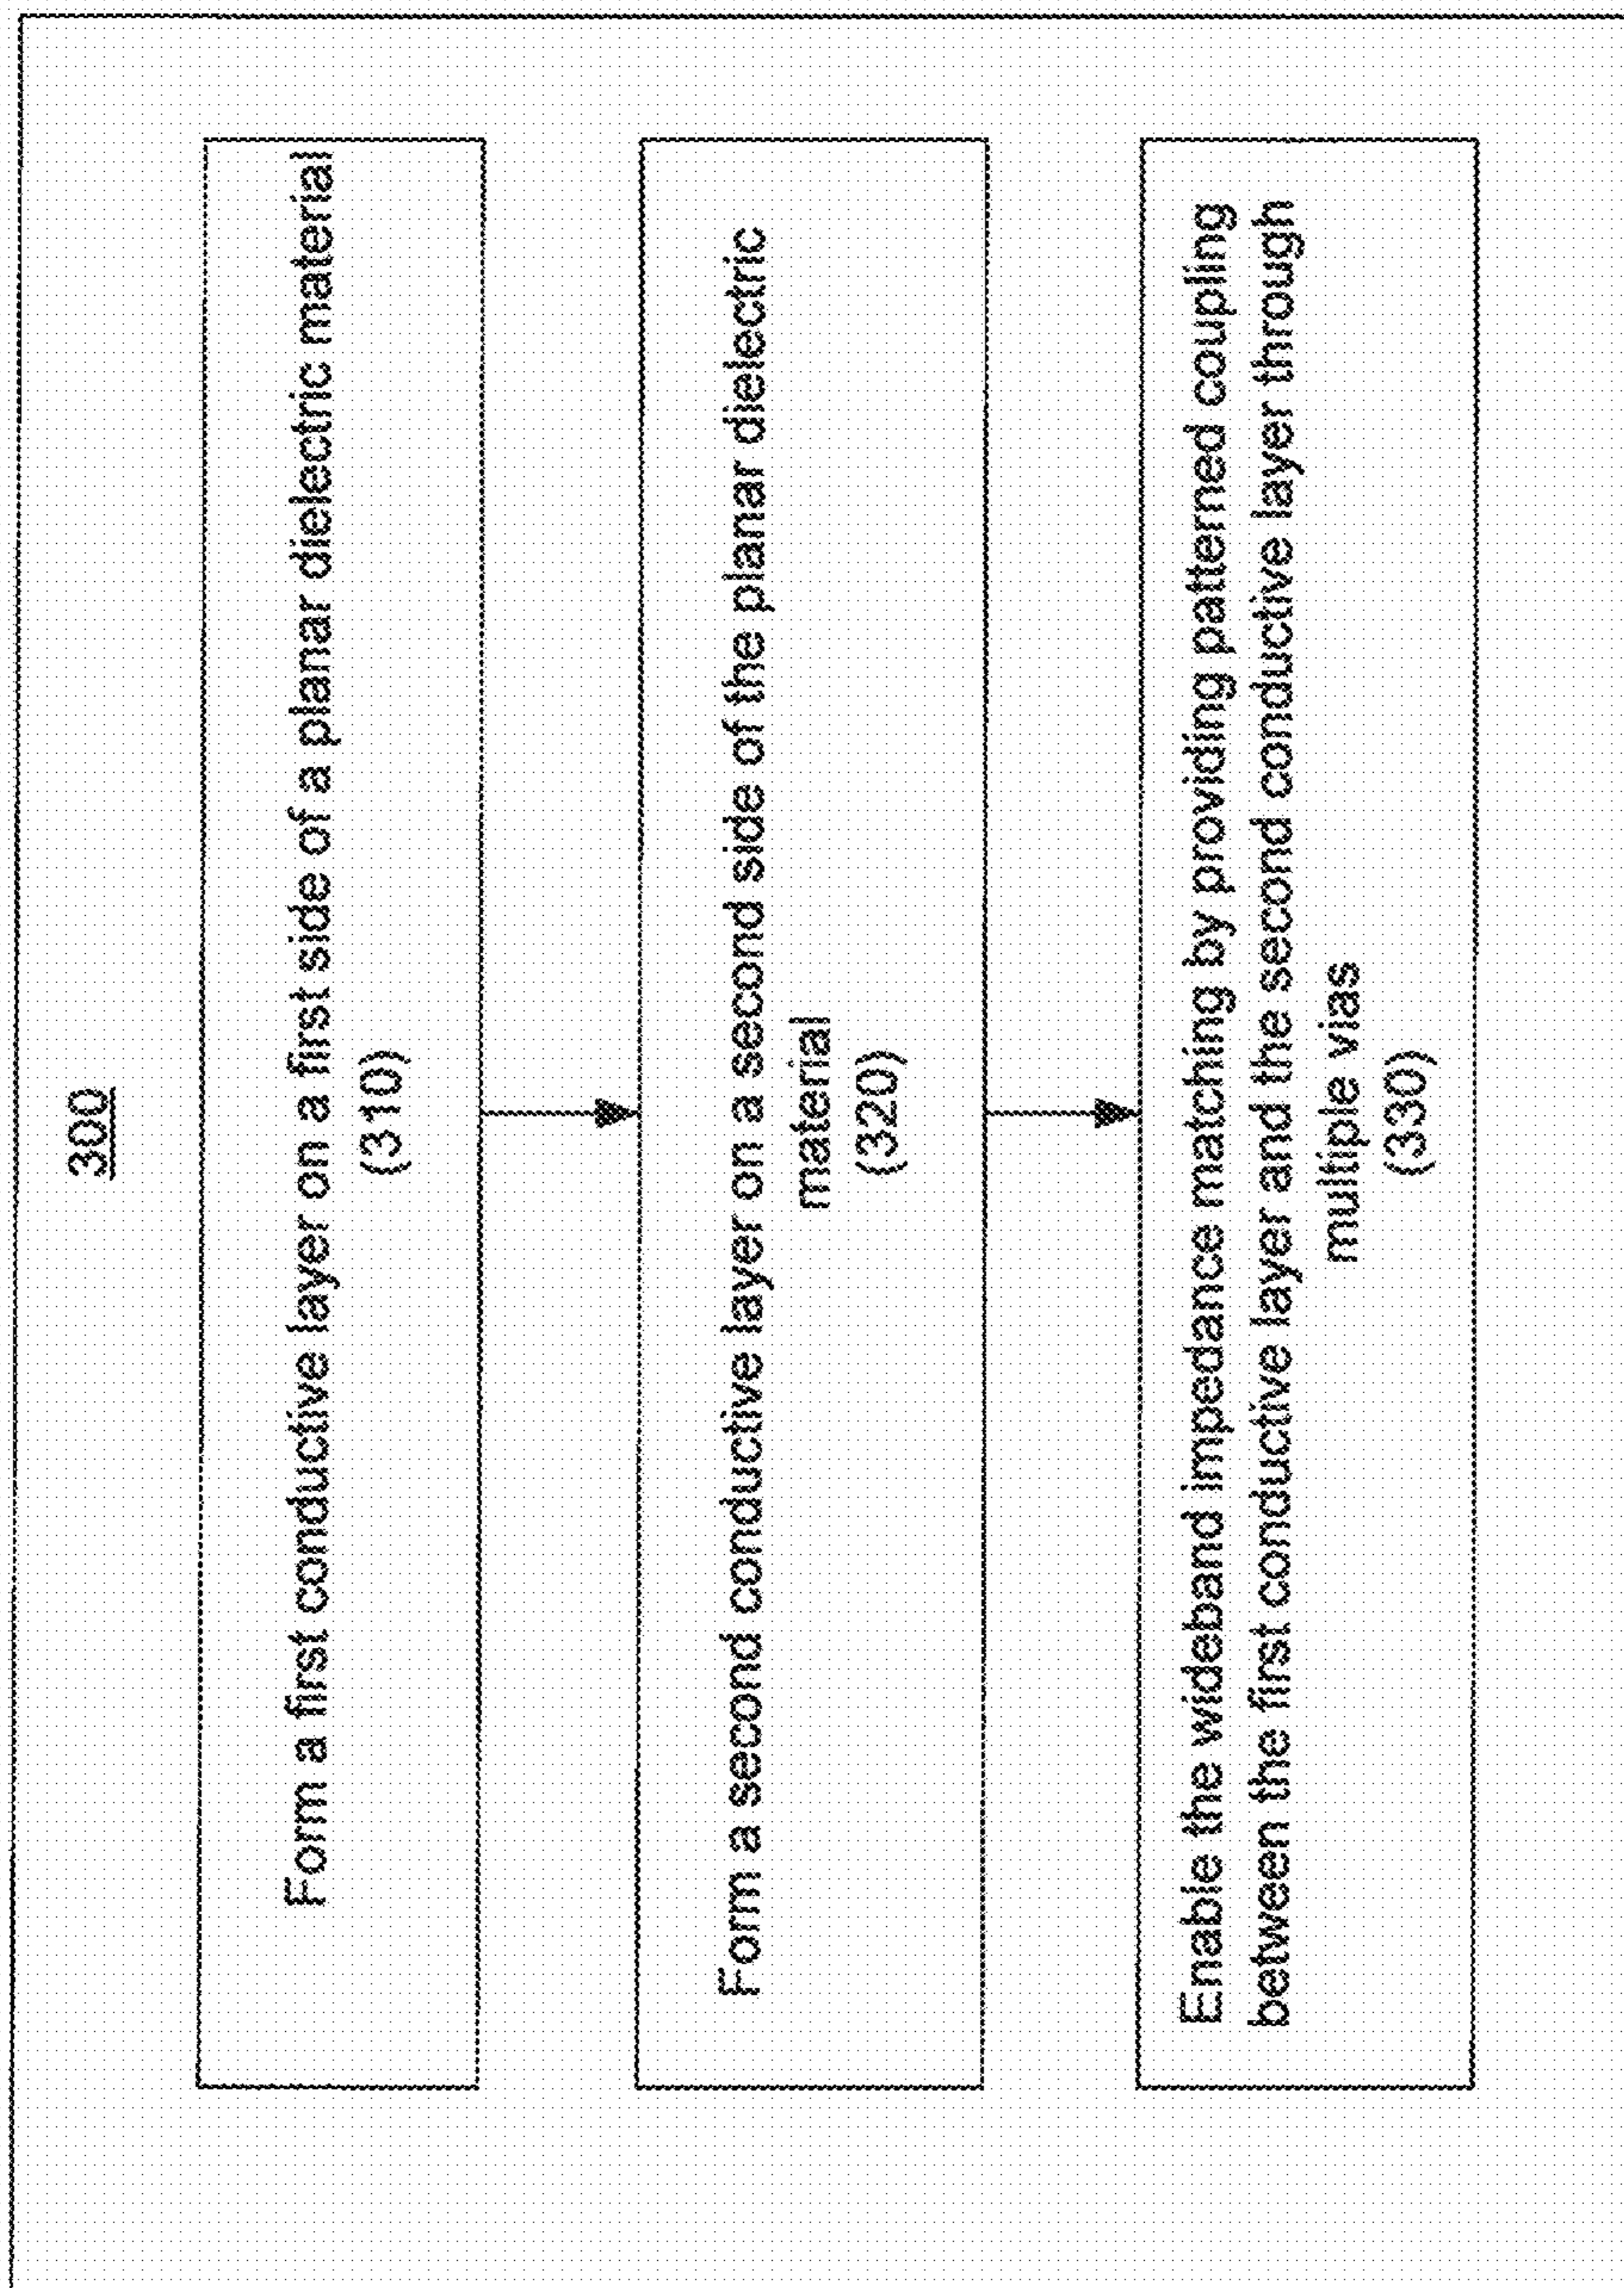 300
Form a first conductive layer on a first side of a planar dielectric material
(310)
Form a second conductive layer on a second side of the planar dielectric
material
(320)
Enable the wideband impedance matching by providing patterned coupling
between the first conductive layer and the second conductive layer through
multiple vias
(330)